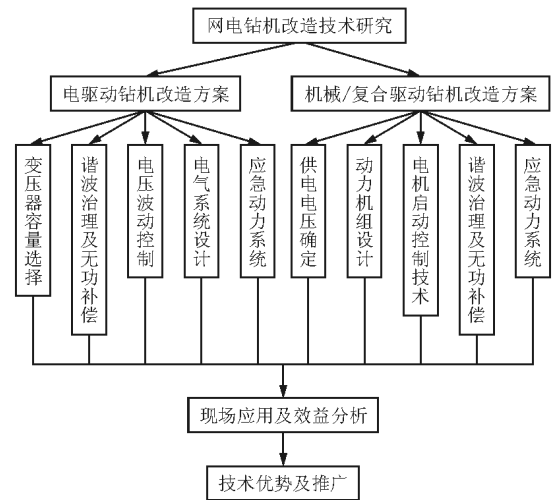 网电钻机改造技术研究
电驱动钻机改造方案
机械/复合驱动钻机改造方案
变压器容量选择
谐波治理及无功补偿
电压波动控制
电气系统设计
应急动力系统
供电电压确定
动力机组设计
电机启动控制技术
谐波治理及无功补偿
应急动力系统
现场应用及效益分析
技术优势及推广